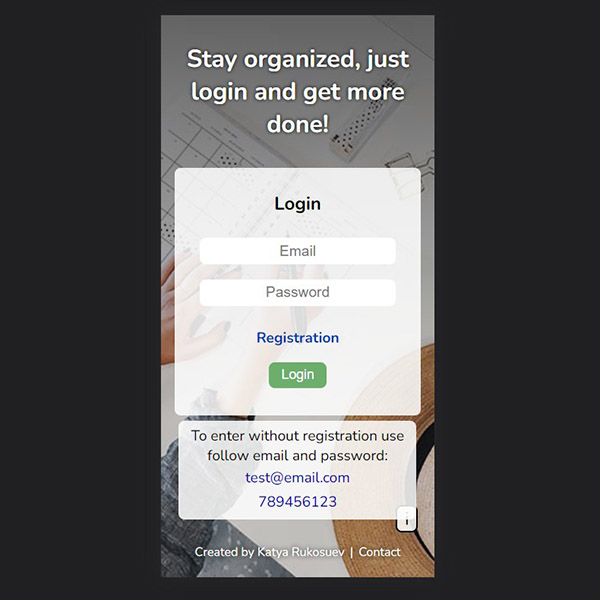 Stay organized, just
login and get more
done!
Login
Email
Password
Registration
Login
To enter without registration use
follow email and password:
test@email.com
789456123
i
Created by Katya Rukosuev | Contact